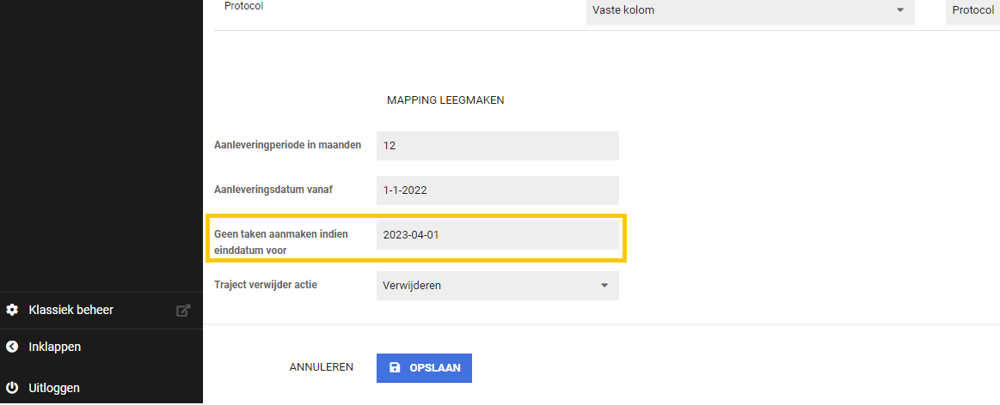 Protocol
Vaste kolom
Protocol
MAPPING LEEGMAKEN
Aanleveringperiode in maanden
12
Aanleveringsdatum vanaf
1-1-2022
Geen taken aanmaken indien
einddatum voor
2023-04-01
Traject verwijder actie
Verwijderen
Klassiek beheer
Inklappen
Uitloggen
ANNULEREN
OPSLAAN